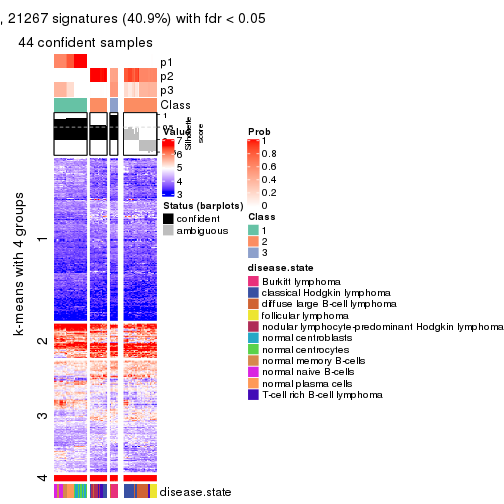 , 21267 signatures (40.9%) with fdr < 0.05
44 confident samples
p1
p2
p3
Class
1
0.5
0
Silhouette
score
k-means with 4 groups
1
2
3
4
disease.state
Value
7
6
5
4
3
Status (barplots)
confident
ambiguous
Prob
1
0.8
0.6
0.4
0.2
0
Class
1
2
3
disease.state
Burkitt lymphoma
classical Hodgkin lymphoma
diffuse large B-cell lymphoma
follicular lymphoma
nodular lymphocyte-predominant Hodgkin lymphoma
normal centroblasts
normal centrocytes
normal memory B-cells
normal naive B-cells
normal plasma cells
T-cell rich B-cell lymphoma